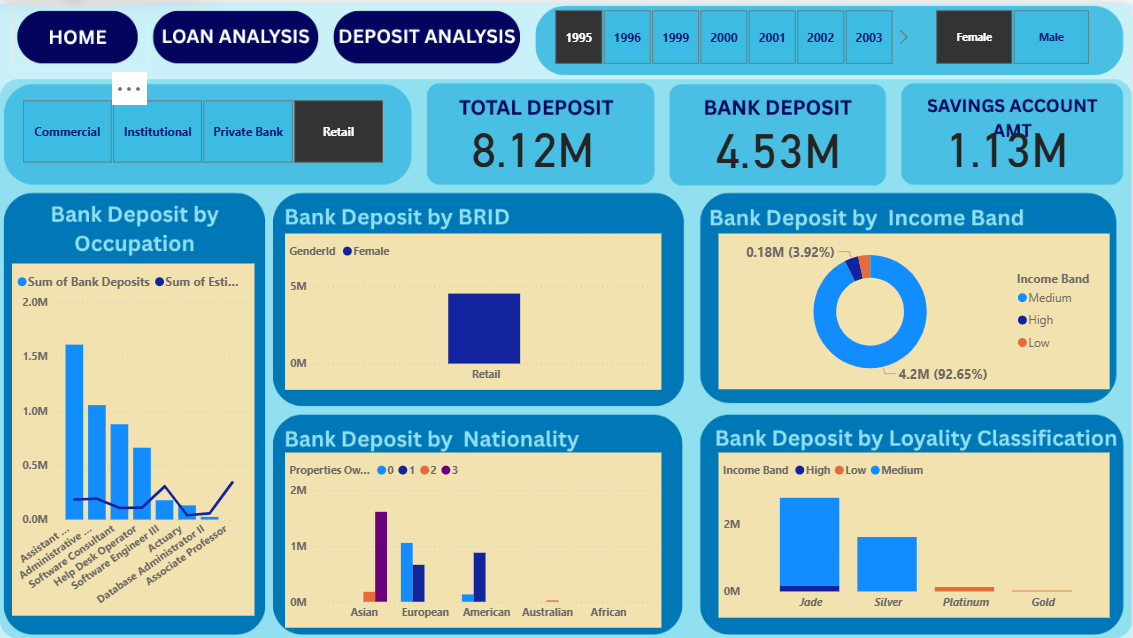 HOME
LOAN ANALYSIS
DEPOSIT ANALYSIS
1995 1996 1999 2000 2001 2002 2003
Female Male
Commercial Institutional Private Bank Retail
TOTAL DEPOSIT
8.12M
BANK DEPOSIT
4.53M
SAVINGS ACCOUNT
AMT
1.13M
Bank Deposit by
Occupation
Sum of Bank Deposits Sum of Esti...
2.0M
1.5M
1.0M
0.5M
0.0M
Assistant ...
Administrative ...
Software Consultant
Help Desk Operator
Software Engineer III
Actuary
Database Administrator II
Associate Professor
Bank Deposit by BRID
GenderId Female
5M
0M
Retail
Bank Deposit by Income Band
0.18M (3.92%)
4.2M (92.65%)
Income Band
Medium
High
Low
Bank Deposit by Nationality
Properties Ow... 0 1 2 3
2M
1M
0M
Asian European American Australian African
Bank Deposit by Loyality Classification
Income Band High Low Medium
2M
0M
Jade Silver Platinum Gold